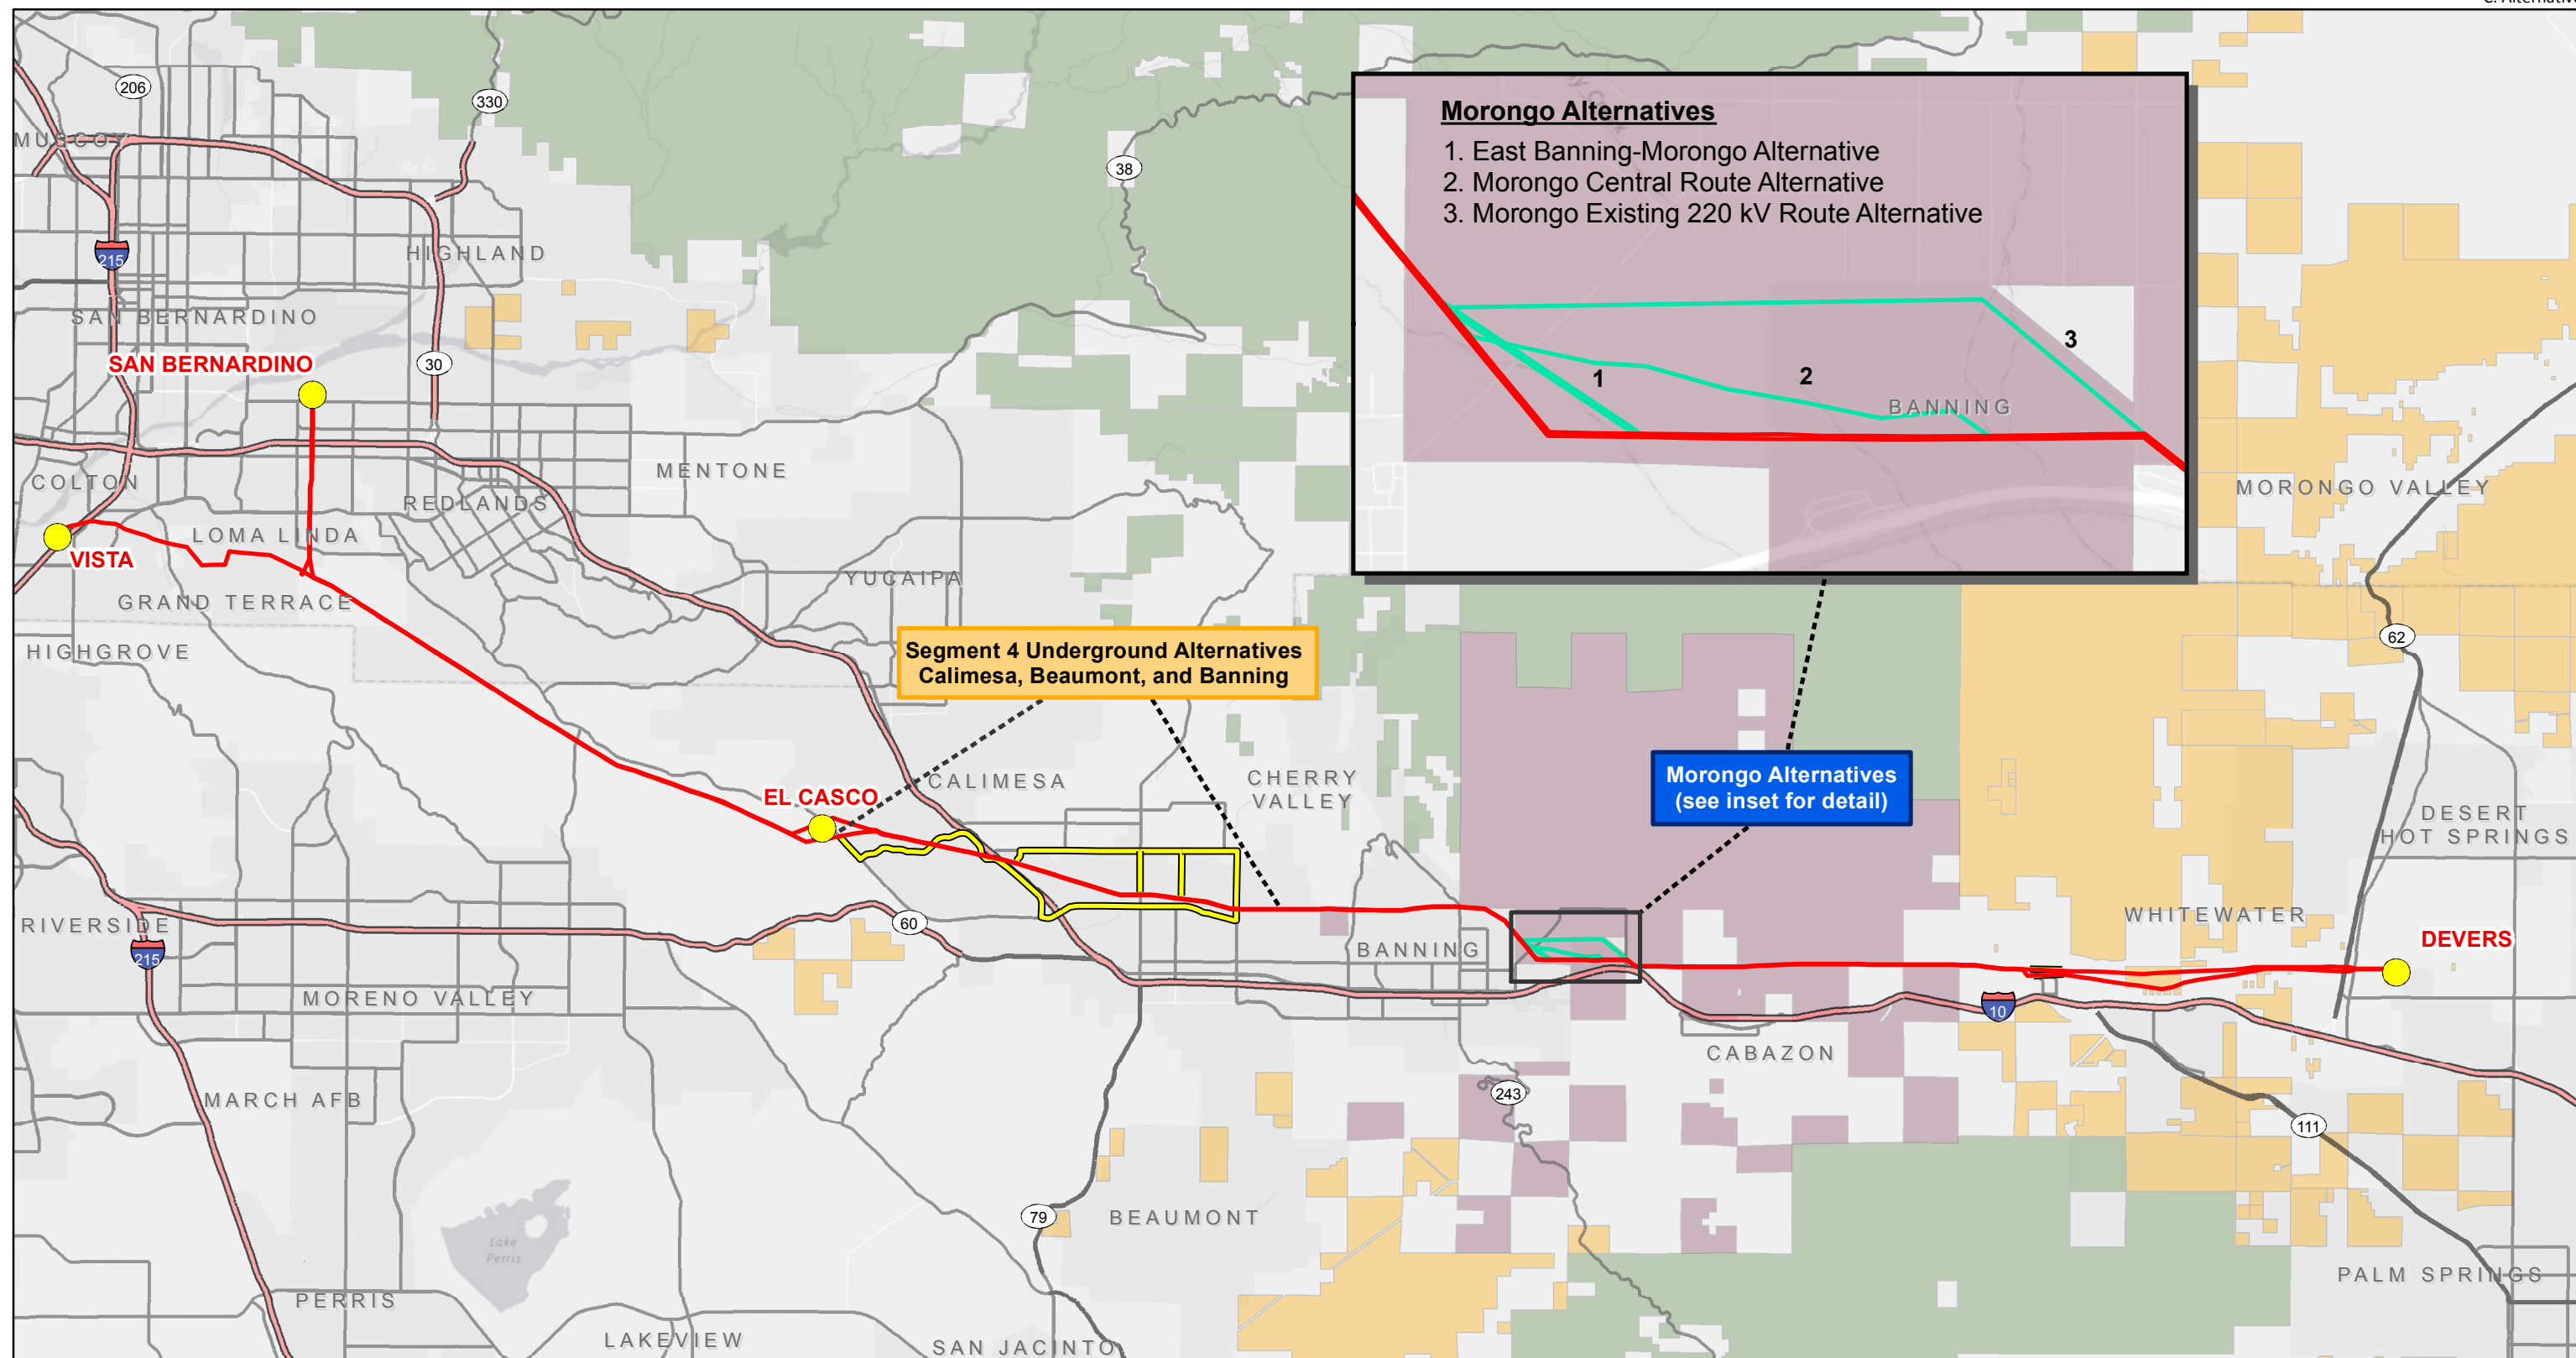 C. Alternativ
206
330
MUSCOY
38
Morongo Alternatives
1. East Banning-Morongo Alternative
2. Morongo Central Route Alternative
3. Morongo Existing 220 kV Route Alternative
215
HIGHLAND
SAN BERNARDINO
SAN BERNARDINO
30
3
1
2
BANNING
MENTONE
COLTON
REDLANDS
MORONGO VALLEY
LOMA LINDA
VISTA
YUCAIPA
GRAND TERRACE
62
HIGHGROVE
Segment 4 Underground Alternatives
Calimesa, Beaumont, and Banning
CALIMESA
CHERRY
VALLEY
Morongo Alternatives
(see inset for detail)
EL CASCO
DESERT
HOT SPRINGS
RIVERSIDE
60
WHITEWATER
BANNING
DEVERS
215
MORENO VALLEY
10
CABAZON
MARCH AFB
243
111
79
BEAUMONT
Lake
Perris
PALM SPRINGS
PERRIS
LAKEVIEW
SAN JACINTO